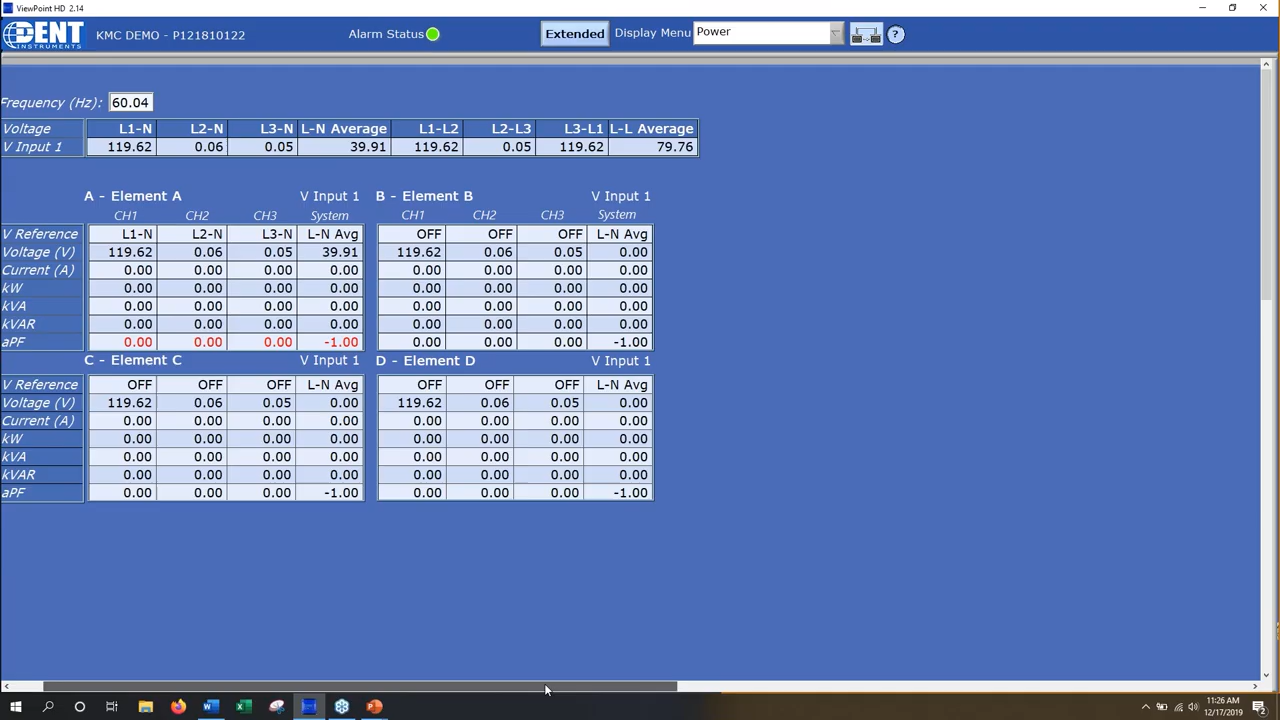 ViewPoint HD 2.14
DENT INSTRUMENTS KMC DEMO - P121810122 Alarm Status Extended Display Menu Power ?
Frequency (Hz): 60.04
Voltage L1-N L2-N L3-N L-N Average L1-L2 L2-L3 L3-L1 L-L Average
V Input 1 119.62 0.06 0.05 39.91 119.62 0.05 119.62 79.76
A - Element A V Input 1 B - Element B V Input 1
CH1 CH2 CH3 System CH1 CH2 CH3 System
V Reference L1-N L2-N L3-N L-N Avg OFF OFF OFF L-N Avg
Voltage (V) 119.62 0.06 0.05 39.91 119.62 0.06 0.05 0.00
Current (A) 0.00 0.00 0.00 0.00 0.00 0.00 0.00 0.00
kW 0.00 0.00 0.00 0.00 0.00 0.00 0.00 0.00
kVA 0.00 0.00 0.00 0.00 0.00 0.00 0.00 0.00
kVAR 0.00 0.00 0.00 0.00 0.00 0.00 0.00 0.00
aPF 0.00 0.00 0.00 -1.00 0.00 0.00 0.00 -1.00
C - Element C V Input 1 D - Element D V Input 1
V Reference OFF OFF OFF L-N Avg OFF OFF OFF L-N Avg
Voltage (V) 119.62 0.06 0.05 0.00 119.62 0.06 0.05 0.00
Current (A) 0.00 0.00 0.00 0.00 0.00 0.00 0.00 0.00
kW 0.00 0.00 0.00 0.00 0.00 0.00 0.00 0.00
kVA 0.00 0.00 0.00 0.00 0.00 0.00 0.00 0.00
kVAR 0.00 0.00 0.00 0.00 0.00 0.00 0.00 0.00
aPF 0.00 0.00 0.00 -1.00 0.00 0.00 0.00 -1.00
11:26 AM
12/17/2019 2